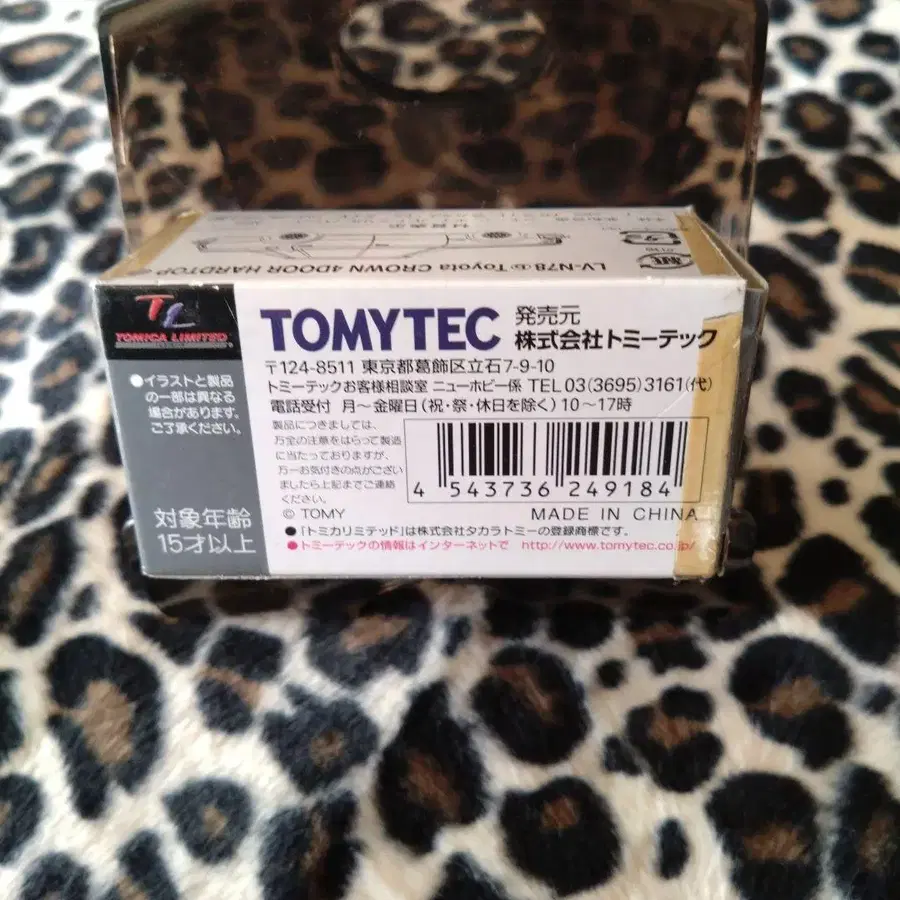 LV-N78 ⓑ Toyota CROWN 4DOOR HARDTOP
TL
TOMICA LIMITED
●イラストと製品
の一部は異なる
場合があります。
ご了承ください。
対象年齢
15才以上
TOMYTEC
発売元
株式会社トミーテック
〒124-8511 東京都葛飾区立石7-9-10
トミーテックお客様相談室 ニューホビー係 TEL 03(3695)3161(代)
電話受付 月〜金曜日(祝・祭・休日を除く)10〜17時
製品につきましては、
万全の注意をはらって製造
に当たっておりますが、
万一お気付きの点がござい
ましたら上記までご連絡
ください。
4 543736 249184
© TOMY
MADE IN CHINA
●「トミカリミテッド」は株式会社タカラトミーの登録商標です。
●トミーテックの情報はインターネットで http://www.tomytec.co.jp/